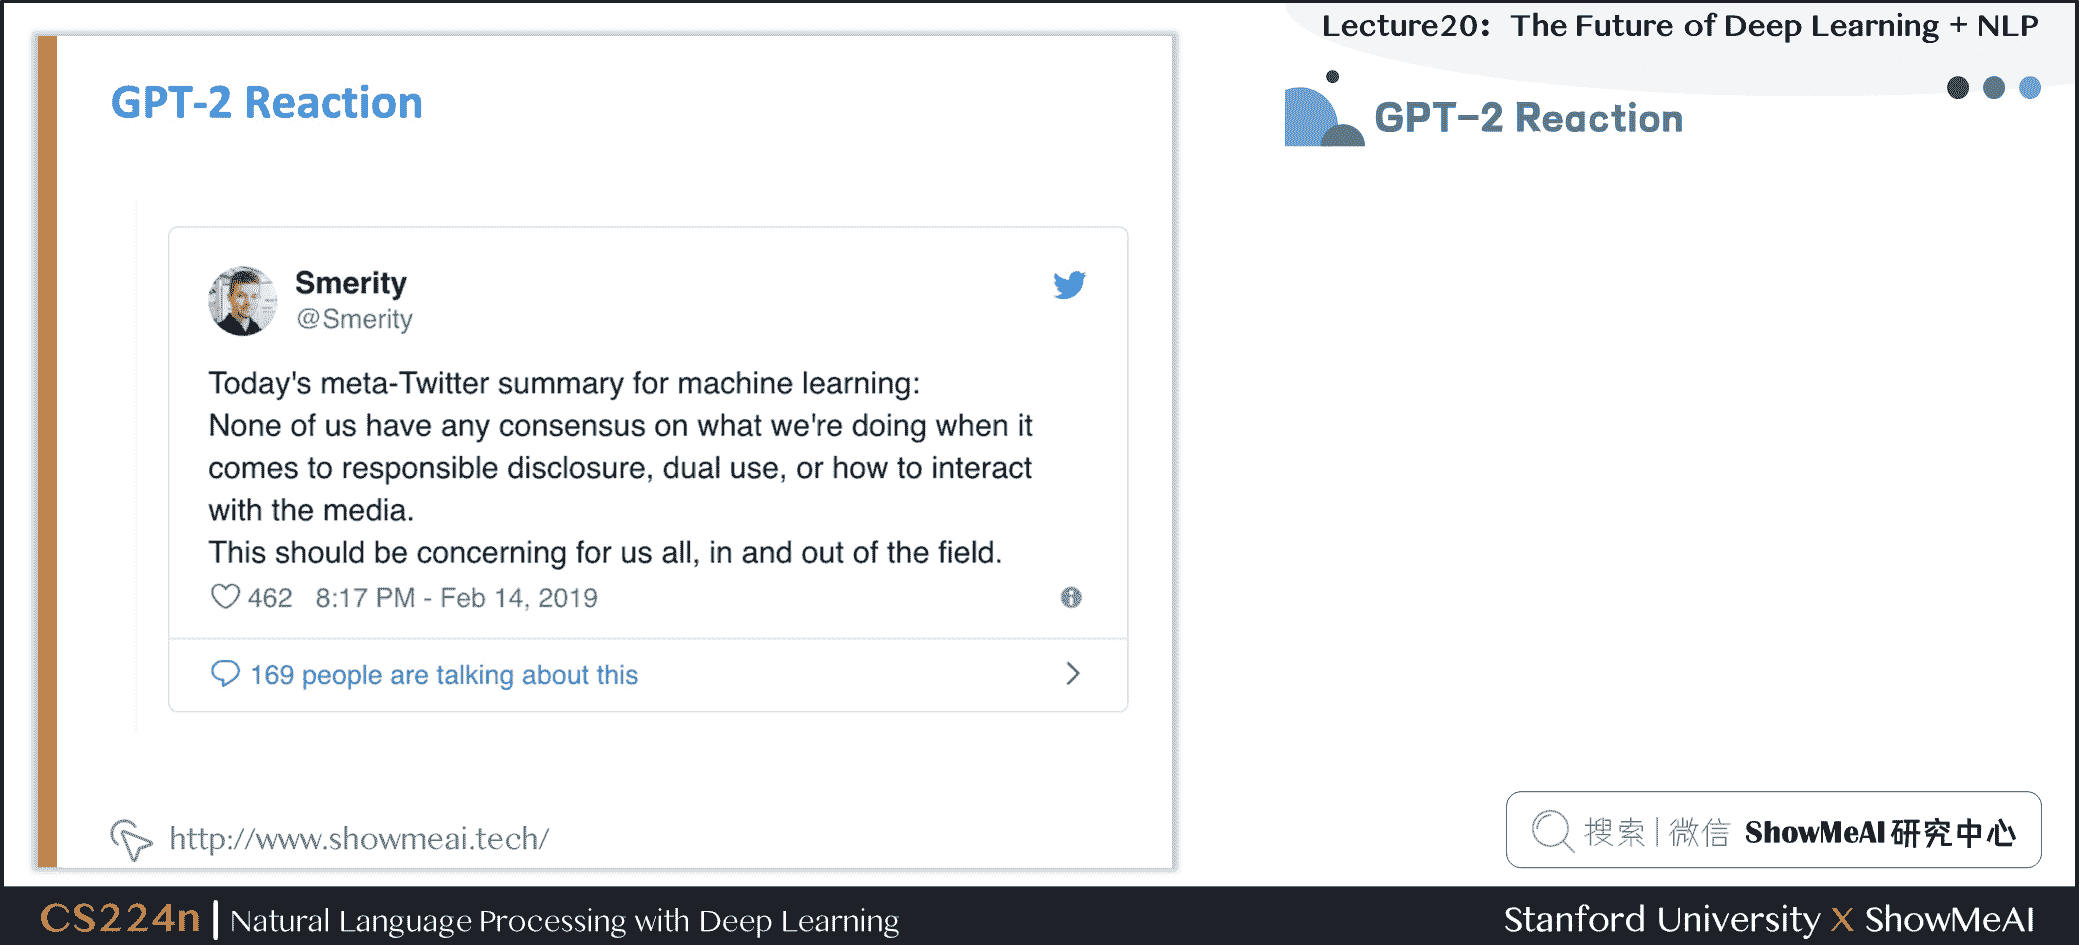 Lecture20: The Future of Deep Learning + NLP
GPT-2 Reaction
GPT-2 Reaction
Smerity
@Smerity
Today's meta-Twitter summary for machine learning:
None of us have any consensus on what we're doing when it
comes to responsible disclosure, dual use, or how to interact
with the media.
This should be concerning for us all, in and out of the field.
462 8:17 PM - Feb 14, 2019
169 people are talking about this
http://www.showmeai.tech/
搜索 | 微信 ShowMeAI 研究中心
CS224n | Natural Language Processing with Deep Learning
Stanford University X ShowMeAI